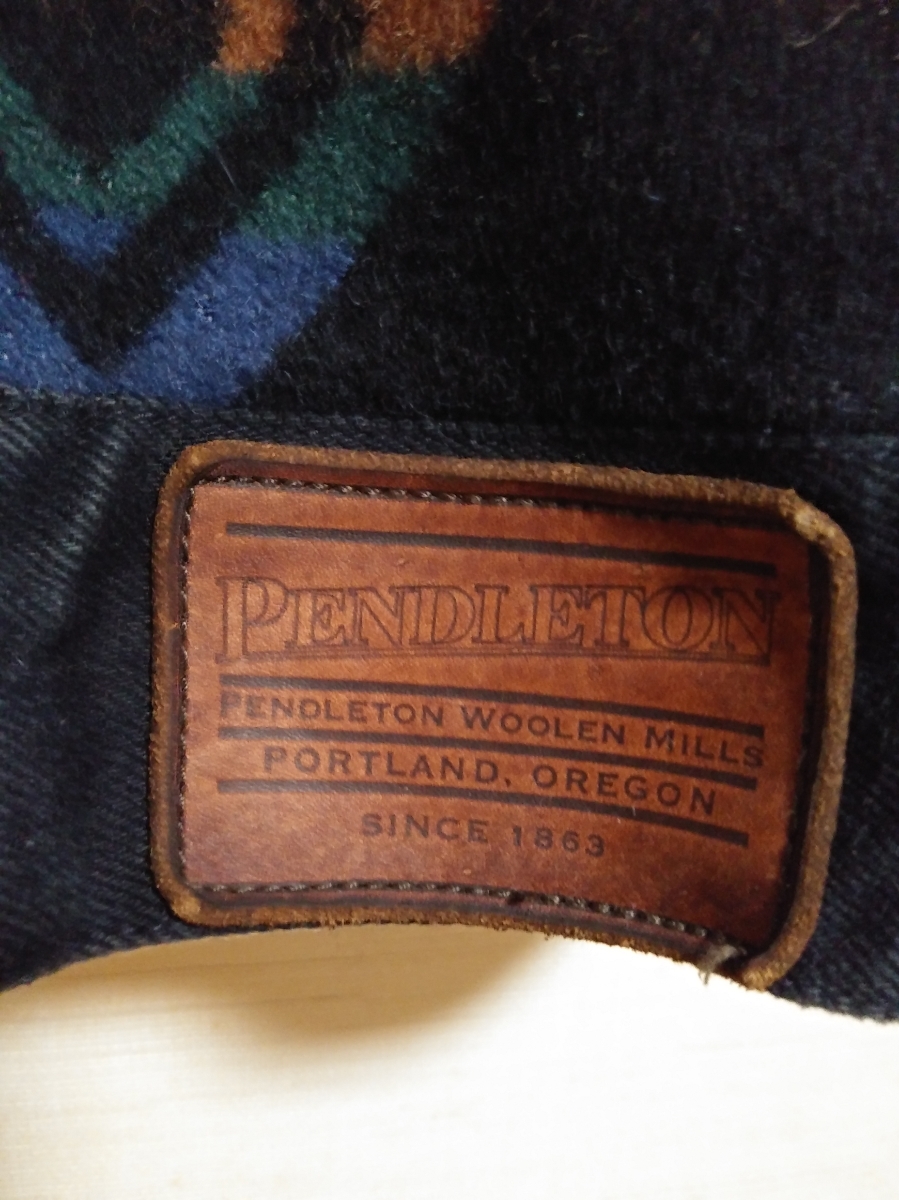 PENDLETON
PENDLETON WOOLEN MILLS
PORTLAND, OREGON
SINCE 1863